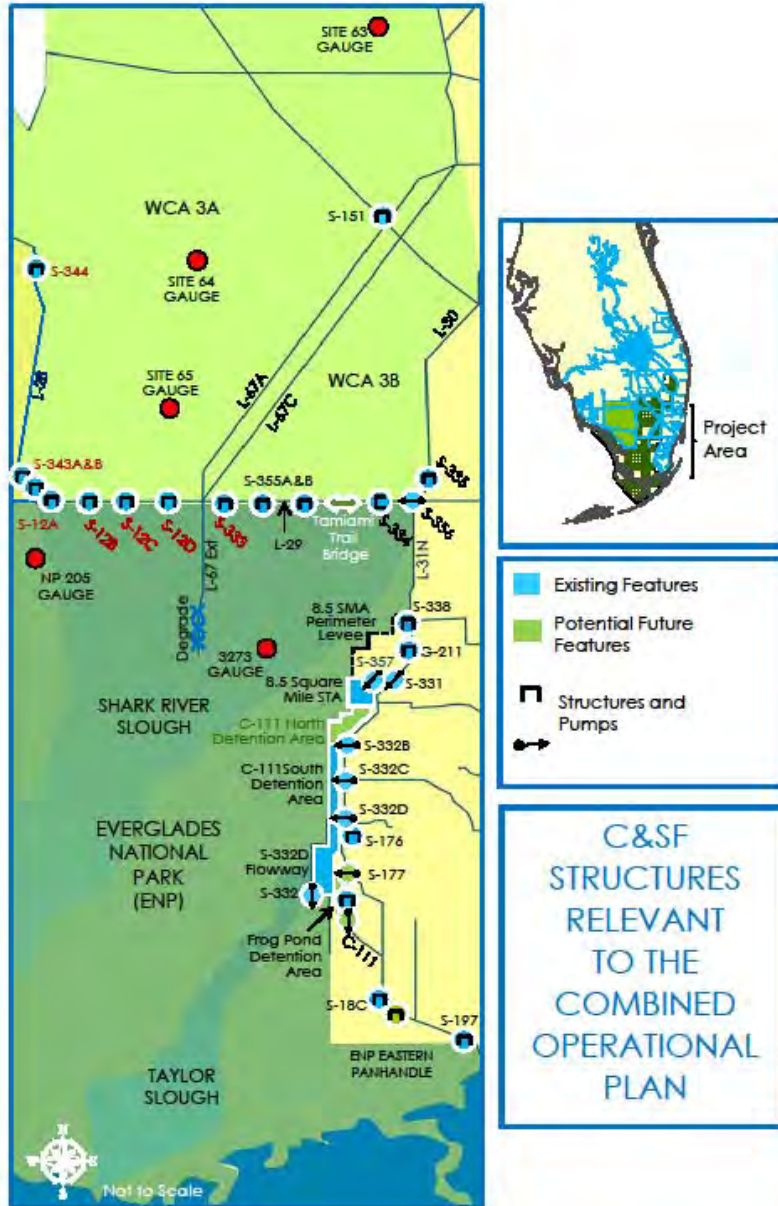 SITE 63
GAUGE
WCA 3A
S-151
S-344
SITE 64
GAUGE
L-30
L-28
SITE 65
GAUGE
L-67A
L-67C
WCA 3B
S-343A&B
S-355A&B
S-335
S-12A
S-12B
S-12C
S-12D
S-333
L-29
Tamiami
Trail
Bridge
S-334
S-356
NP 205
GAUGE
L-67 Ext
L-31N
Degrade
8.5 SMA
Perimeter
Levee
S-338
3273
GAUGE
G-211
S-357
S-331
8.5 Square
Mile STA
SHARK RIVER
SLOUGH
C-111 North
Detention Area
S-332B
C-111South
Detention
Area
S-332C
S-332D
EVERGLADES
NATIONAL
PARK
(ENP)
S-176
S-332D
Flowway
S-177
S-332
Frog Pond
Detention
Area
C-111
S-18C
S-197
ENP EASTERN
PANHANDLE
TAYLOR
SLOUGH
N
E
S
Not to Scale
Project
Area
Existing Features
Potential Future
Features
Structures and
Pumps
C&SF
STRUCTURES
RELEVANT
TO THE
COMBINED
OPERATIONAL
PLAN